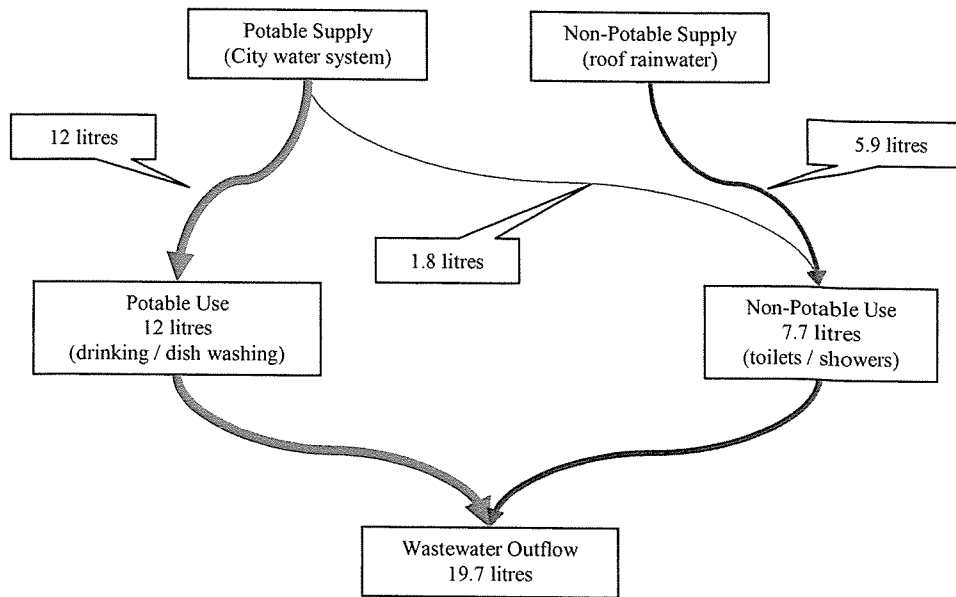 Potable Supply
(City water system)
Non-Potable Supply
(roof rainwater)
12 litres
5.9 litres
1.8 litres
Potable Use
12 litres
(drinking / dish washing)
Non-Potable Use
7.7 litres
(toilets / showers)
Wastewater Outflow
19.7 litres